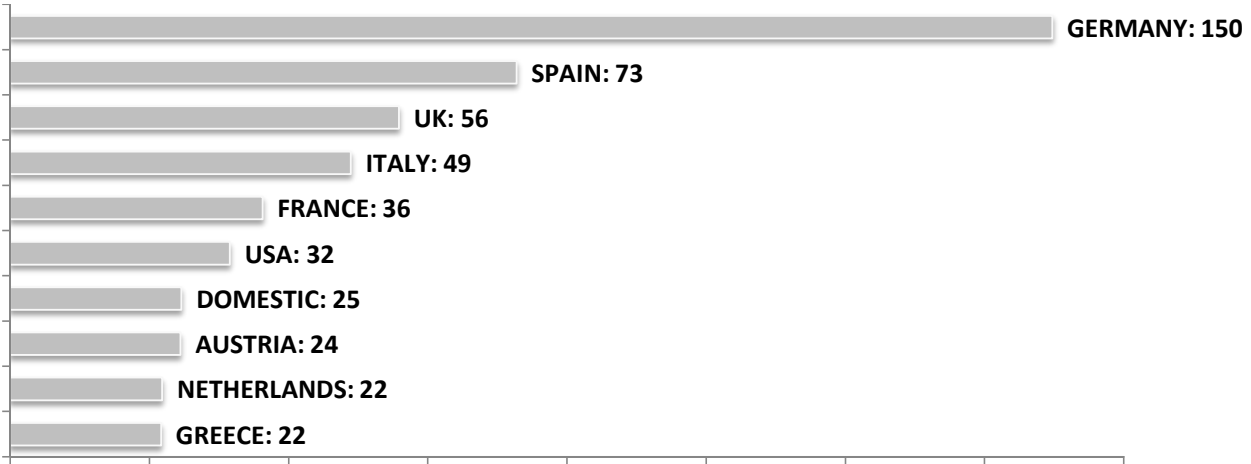 GERMANY: 150
SPAIN: 73
UK: 56
ITALY: 49
FRANCE: 36
USA: 32
DOMESTIC: 25
AUSTRIA: 24
NETHERLANDS: 22
GREECE: 22